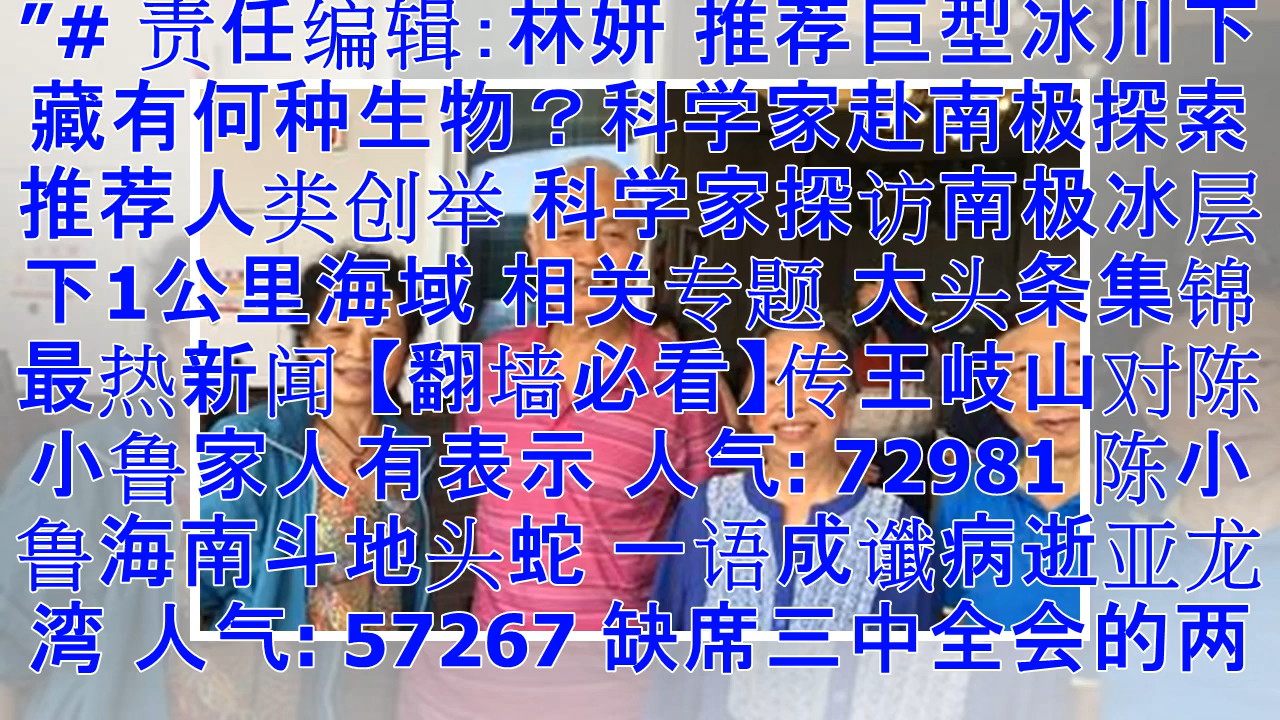 "# 责任编辑:林妍 推荐巨型冰川下
藏有何种生物？科学家赴南极探索
推荐人类创举 科学家探访南极冰层
下1公里海域 相关专题 大头条集锦
最热新闻【翻墙必看】传王岐山对陈
小鲁家人有表示 人气: 72981 陈小
鲁海南斗地头蛇 一语成谶病逝亚龙
湾 人气: 57267 缺席三中全会的两